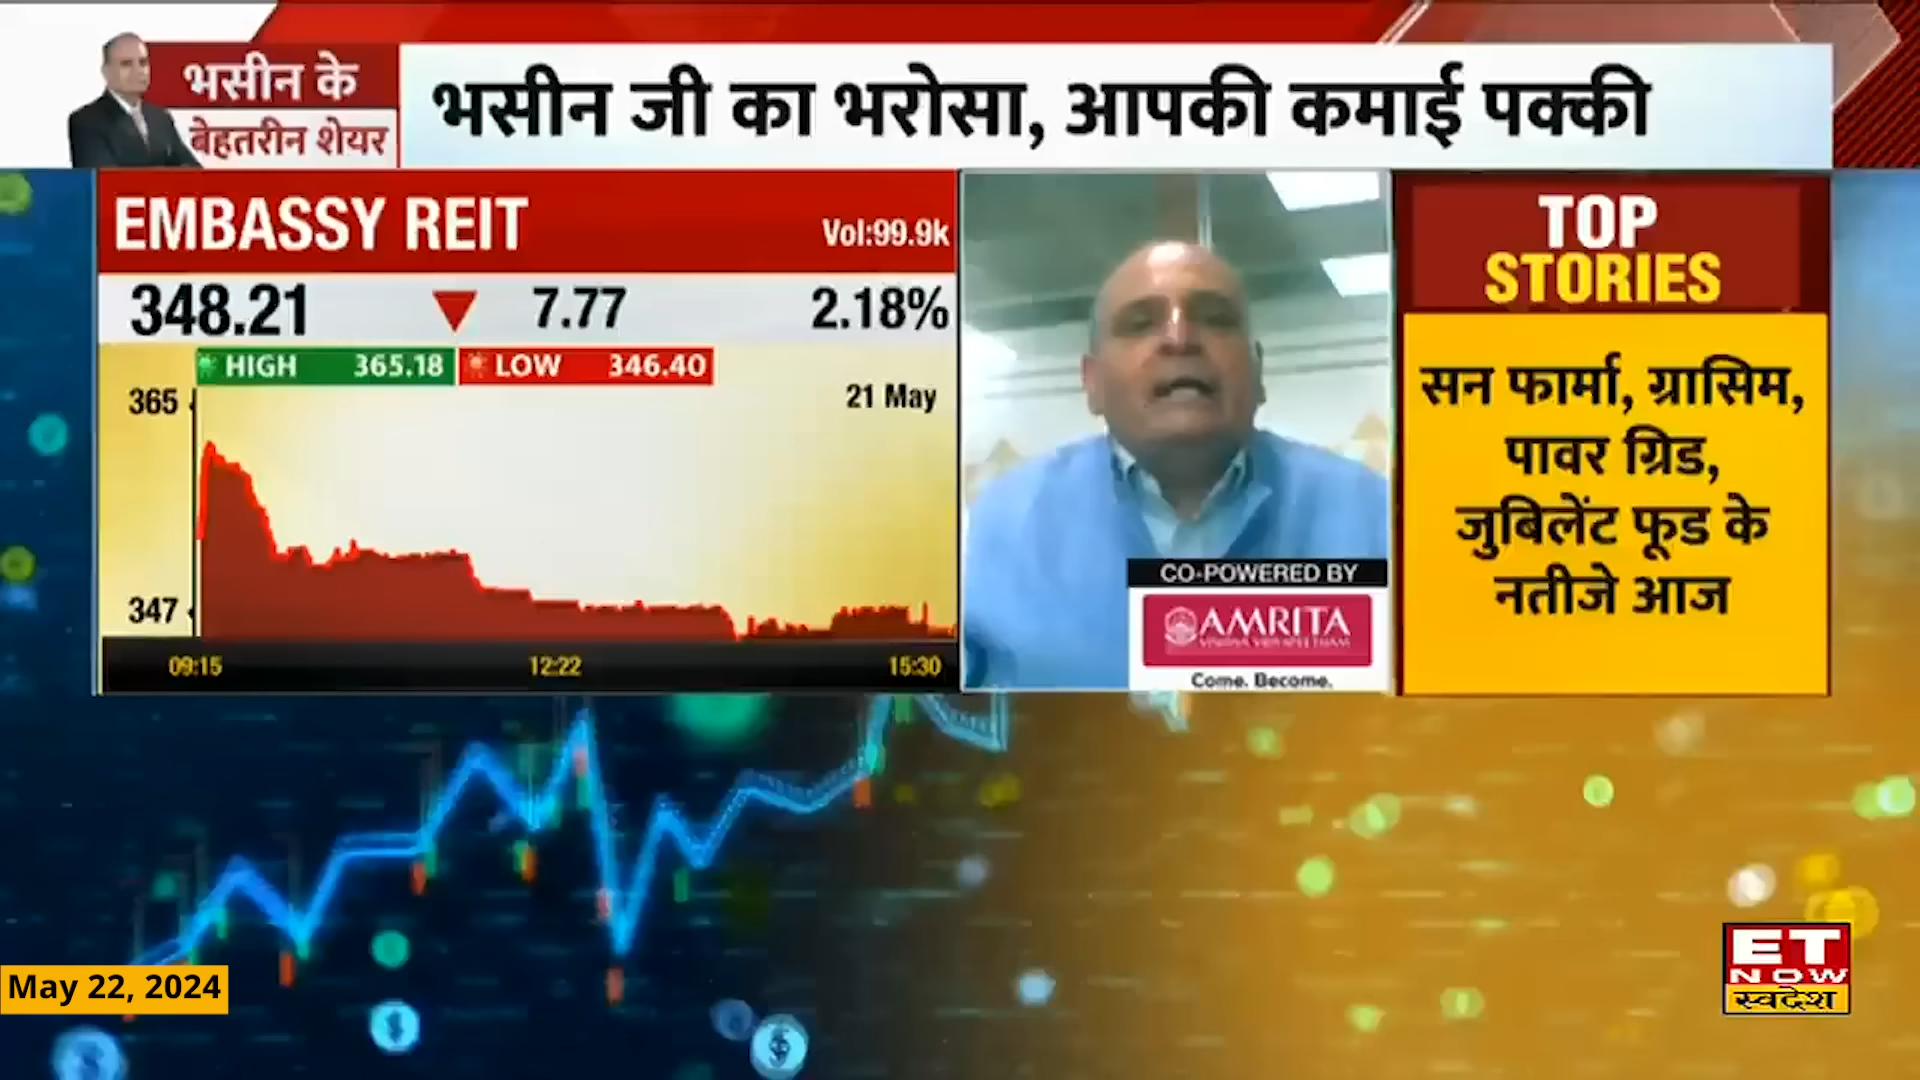 भसीन के
बेहतरीन शेयर
भसीन जी का भरोसा, आपकी कमाई पक्की
EMBASSY REIT
Vol:99.9k
348.21 7.77 2.18%
HIGH 365.18 LOW 346.40
21 May
365
347
09:15 12:22 15:30
CO-POWERED BY
AMRITA
VISHWA VIDYAPEETHAM
Come. Become.
TOP
STORIES
सन फार्मा, ग्रासिम,
पावर ग्रिड,
जुबिलेंट फूड के
नतीजे आज
May 22, 2024
ET
NOW
स्वदेश